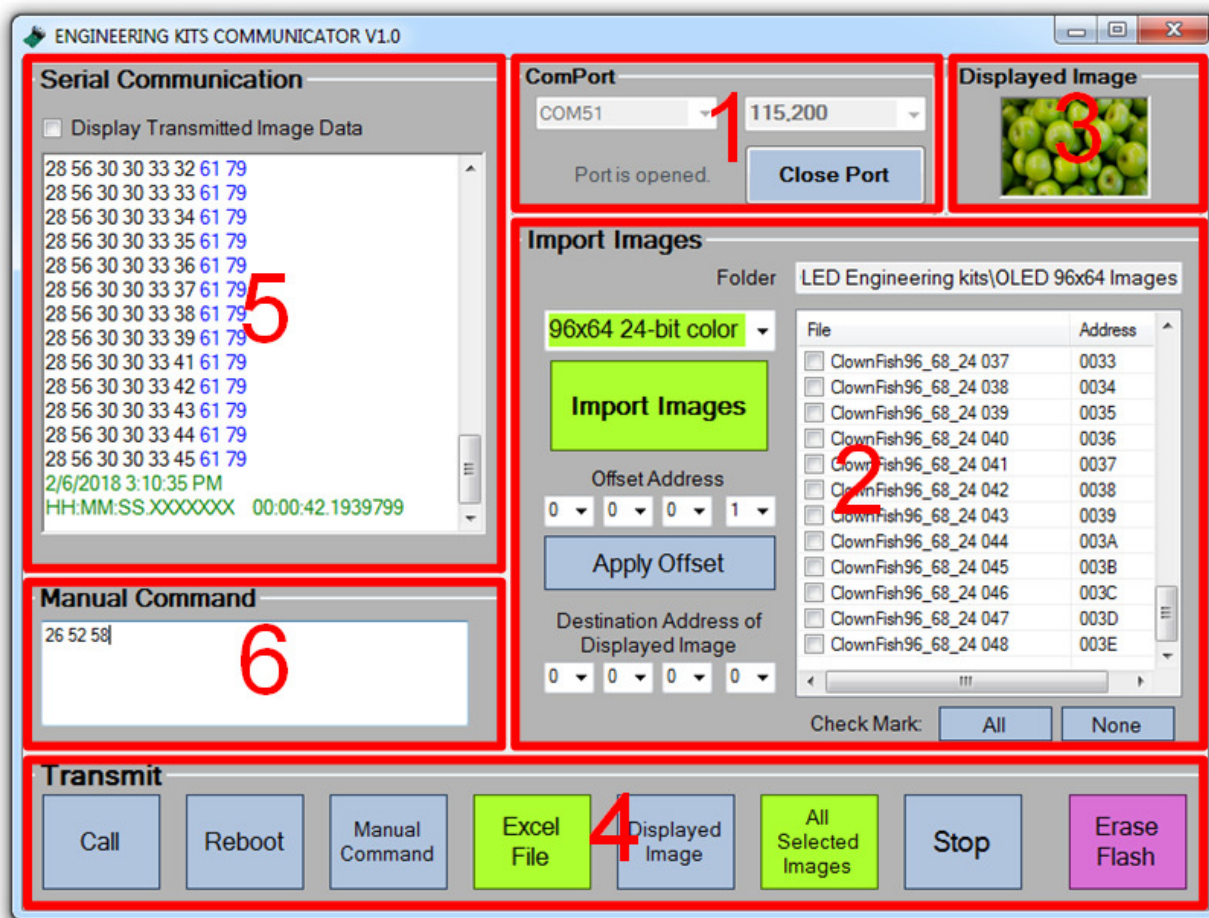 ENGINEERING KITS COMMUNICATOR V1.0
Serial Communication
Display Transmitted Image Data
28 56 30 30 33 32 61 79
28 56 30 30 33 33 61 79
28 56 30 30 33 34 61 79
28 56 30 30 33 35 61 79
28 56 30 30 33 36 61 79
28 56 30 30 33 37 61 79
28 56 30 30 33 38 61 79
28 56 30 30 33 39 61 79
28 56 30 30 33 41 61 79
28 56 30 30 33 42 61 79
28 56 30 30 33 43 61 79
28 56 30 30 33 44 61 79
28 56 30 30 33 45 61 79
2/6/2018 3:10:35 PM
HH:MM:SS.XXXXXXX 00:00:42.1939799
5
ComPort
COM51
115,200
Port is opened.
Close Port
1
Displayed Image
3
Import Images
Folder
LED Engineering kits\OLED 96x64 Images
96x64 24-bit color
Import Images
Offset Address
0 0 0 1
Apply Offset
Destination Address of
Displayed Image
0 0 0 0
File Address
ClownFish96_68_24 037 0033
ClownFish96_68_24 038 0034
ClownFish96_68_24 039 0035
ClownFish96_68_24 040 0036
ClownFish96_68_24 041 0037
ClownFish96_68_24 042 0038
ClownFish96_68_24 043 0039
ClownFish96_68_24 044 003A
ClownFish96_68_24 045 003B
ClownFish96_68_24 046 003C
ClownFish96_68_24 047 003D
ClownFish96_68_24 048 003E
2
Check Mark: All None
Manual Command
26 52 58
6
Transmit
Call
Reboot
Manual
Command
Excel
File
4
Displayed
Image
All
Selected
Images
Stop
Erase
Flash